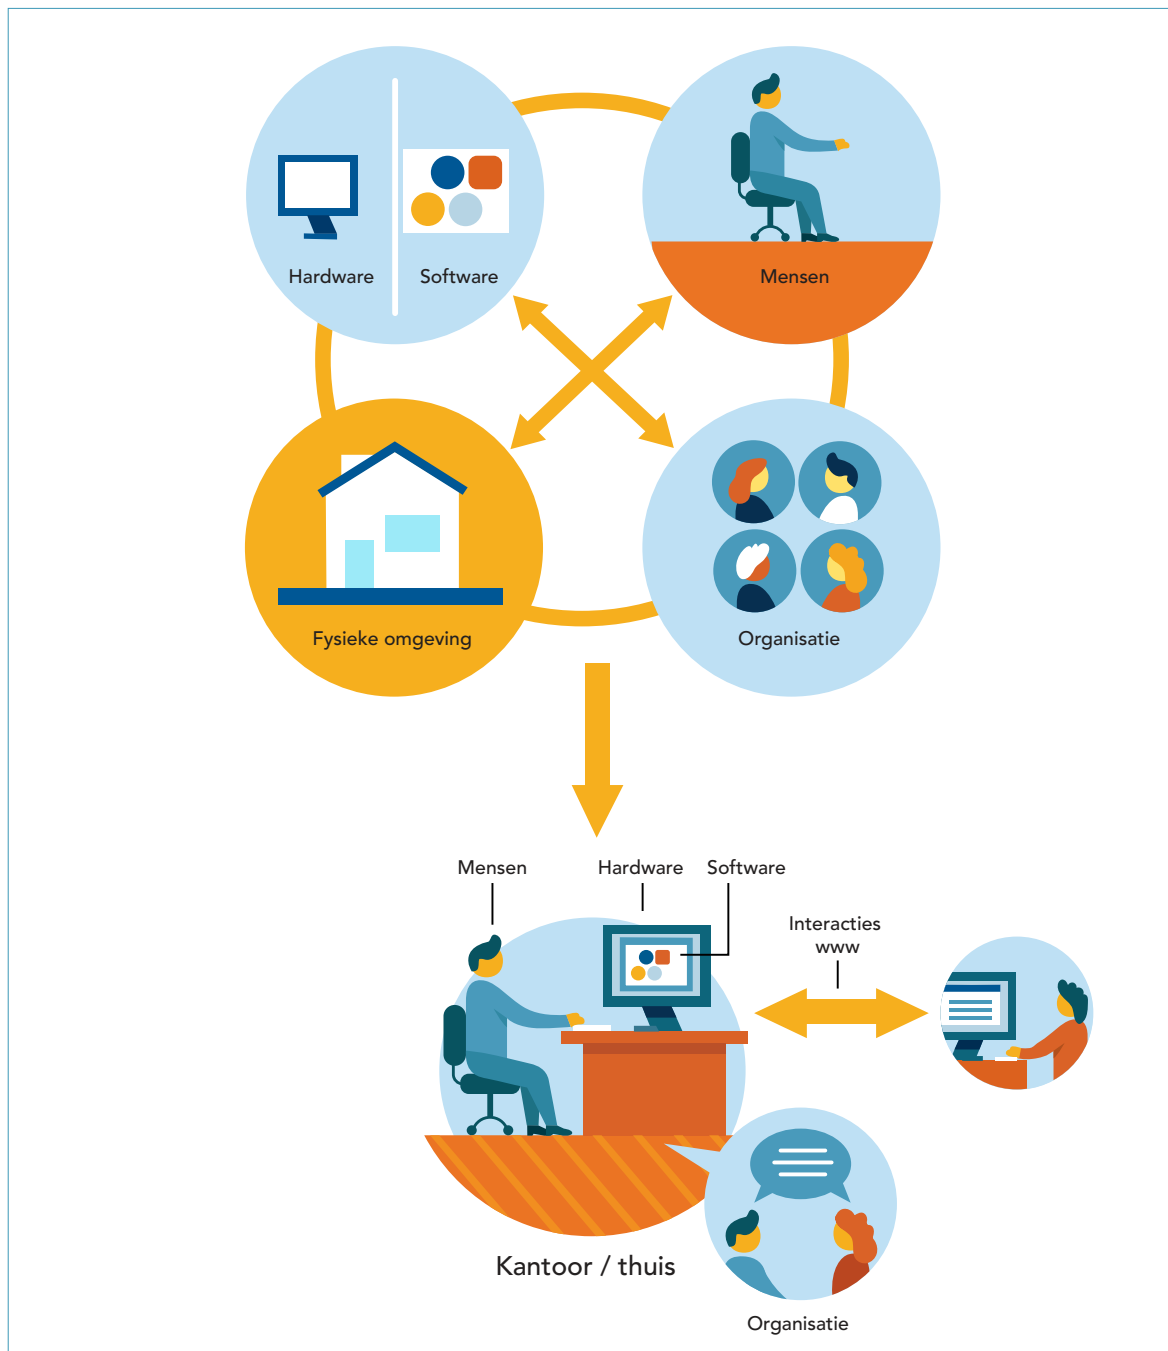 Hardware
Software
Mensen
Fysieke omgeving
Organisatie
Mensen
Hardware
Software
Interacties
www
Kantoor / thuis
Organisatie